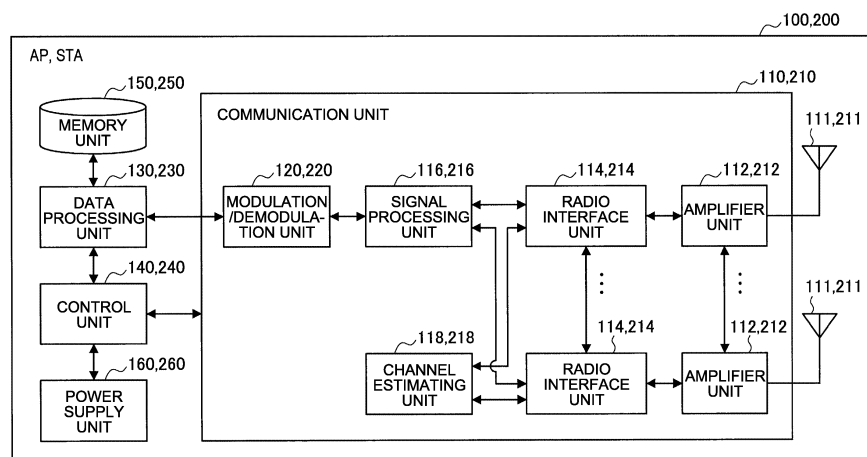 100,200
AP, STA
150,250
MEMORY
UNIT
110,210
COMMUNICATION UNIT
111,211
130,230
DATA
PROCESSING
UNIT
120,220
MODULATION
/DEMODULA-
TION UNIT
116,216
SIGNAL
PROCESSING
UNIT
114,214
RADIO
INTERFACE
UNIT
112,212
AMPLIFIER
UNIT
140,240
CONTROL
UNIT
111,211
118,218
CHANNEL
ESTIMATING
UNIT
114,214
RADIO
INTERFACE
UNIT
112,212
AMPLIFIER
UNIT
160,260
POWER
SUPPLY
UNIT